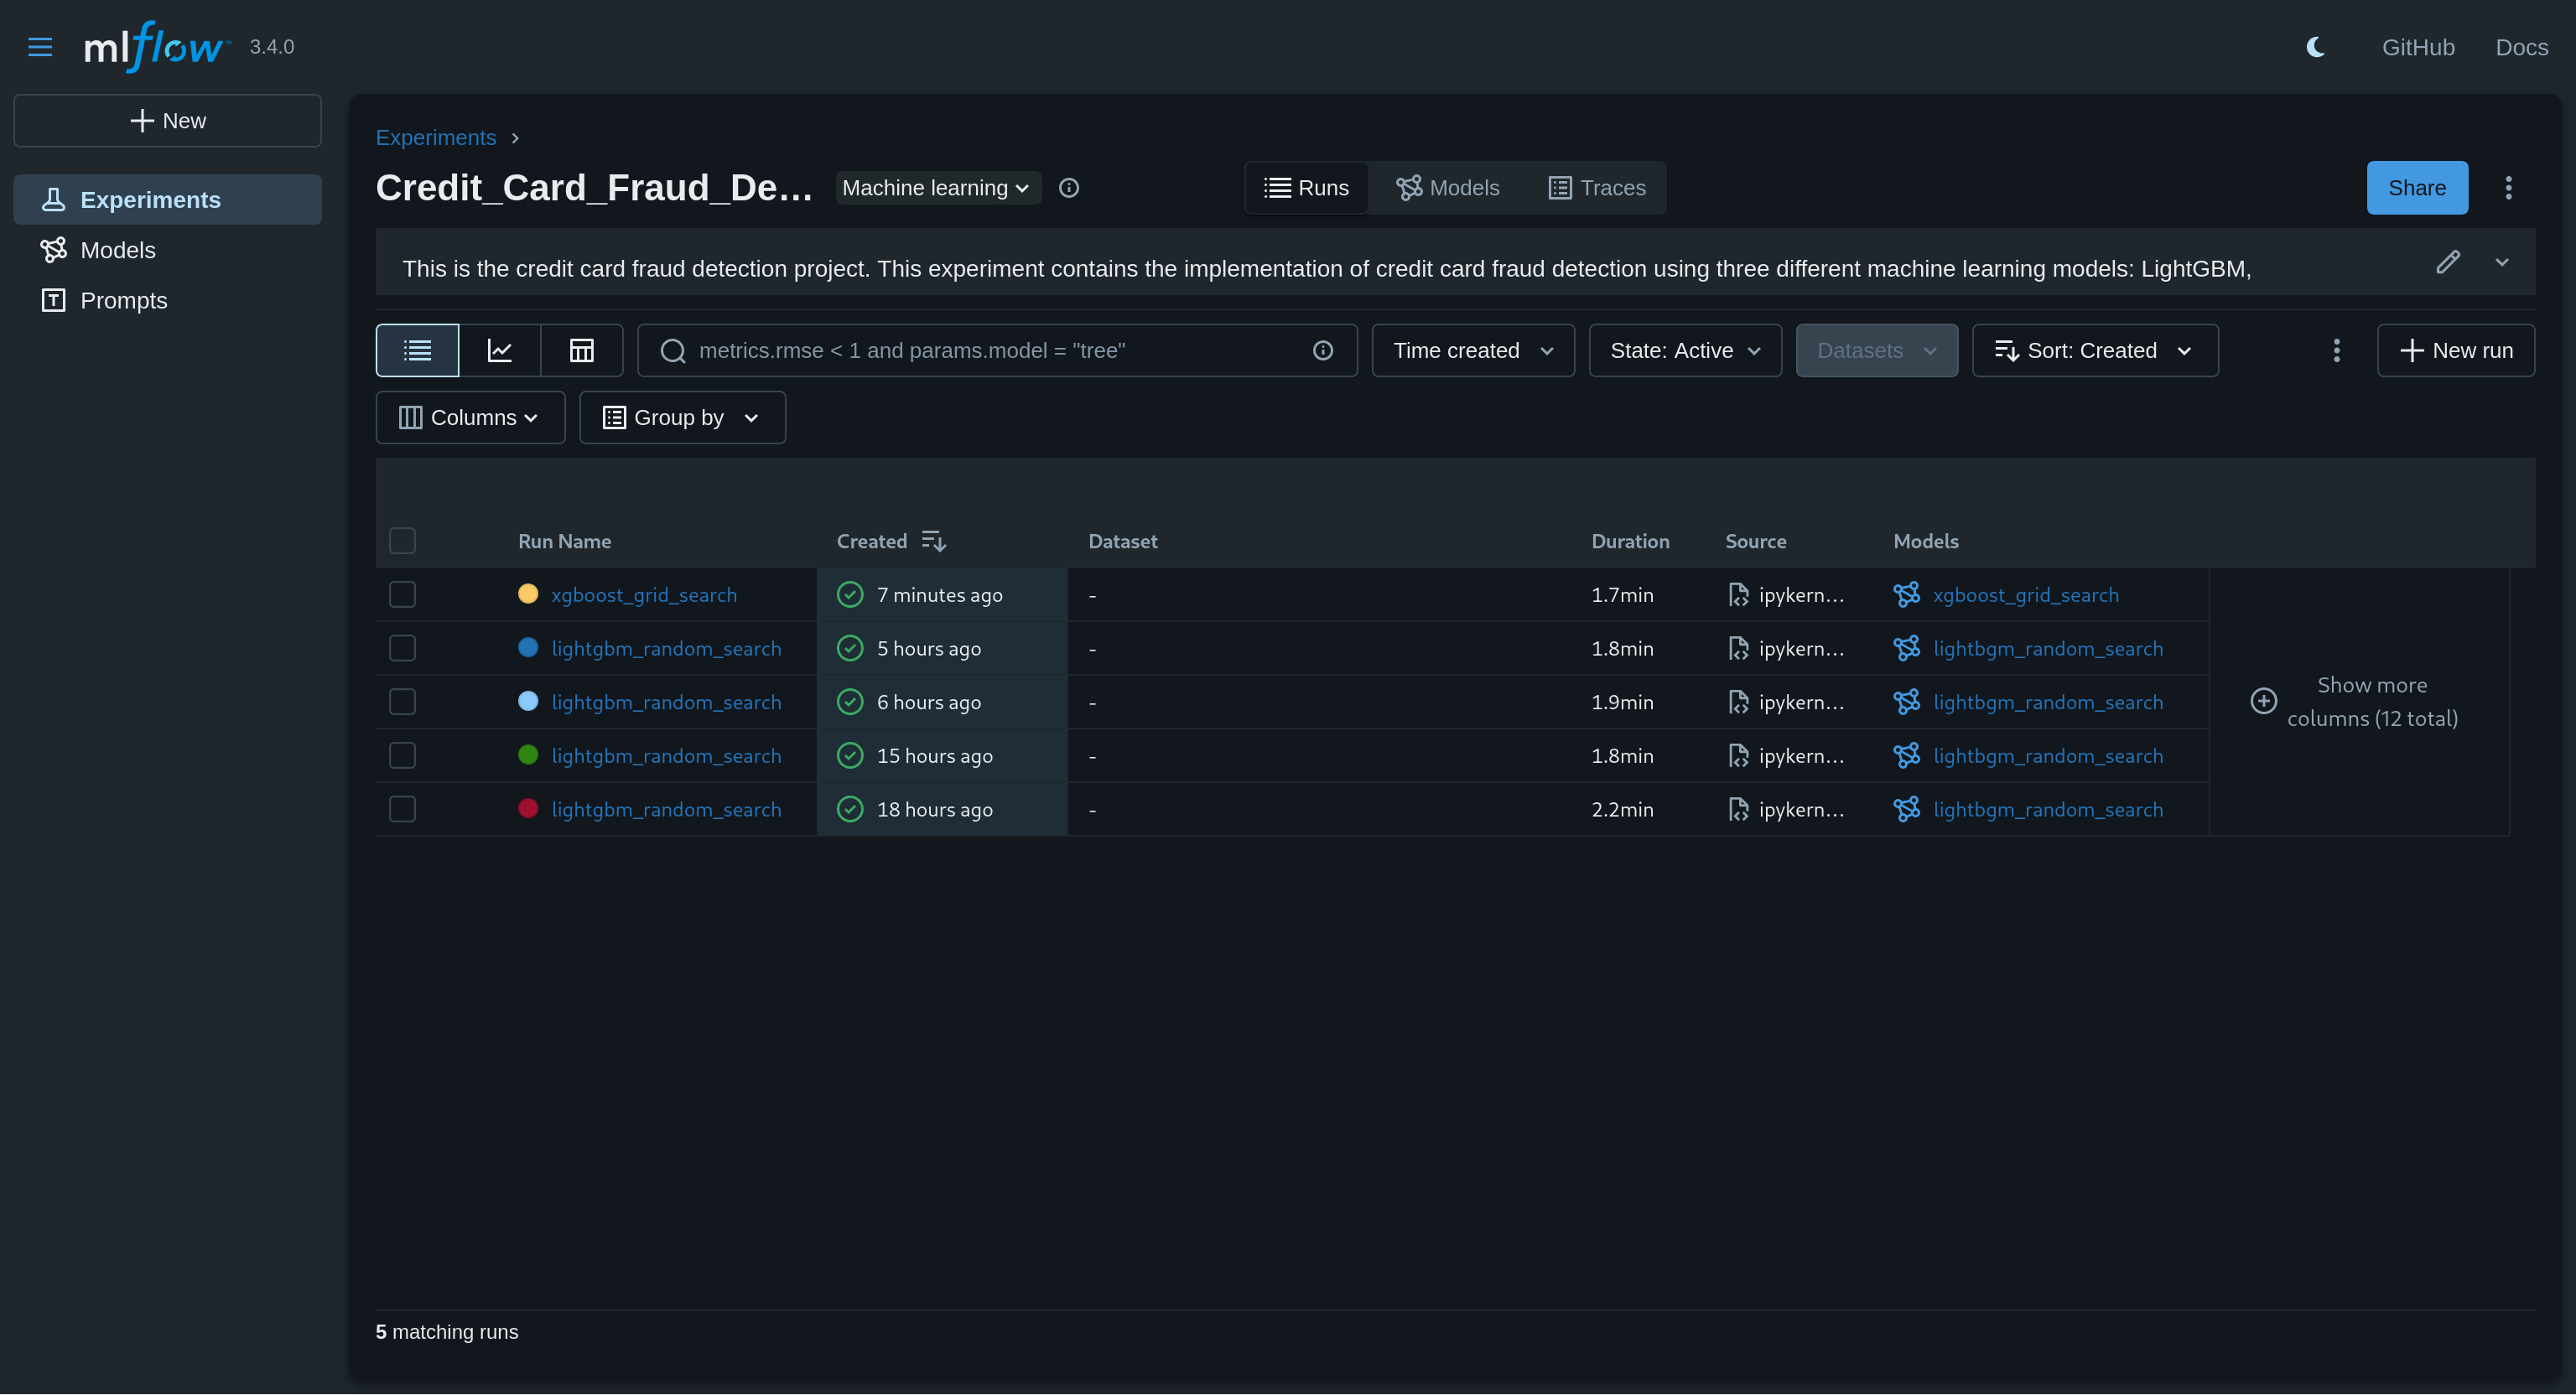 mlflow™ 3.4.0
GitHub Docs
New
Experiments
Models
Prompts
Experiments
Credit_Card_Fraud_De... Machine learning Runs Models Traces Share
This is the credit card fraud detection project. This experiment contains the implementation of credit card fraud detection using three different machine learning models: LightGBM,
metrics.rmse < 1 and params.model = "tree" Time created State: Active Datasets Sort: Created New run
Columns Group by
Run Name Created Dataset Duration Source Models
xgboost_grid_search 7 minutes ago - 1.7min ipykern... xgboost_grid_search
lightgbm_random_search 5 hours ago - 1.8min ipykern... lightbgm_random_search
lightgbm_random_search 6 hours ago - 1.9min ipykern... lightbgm_random_search
lightgbm_random_search 15 hours ago - 1.8min ipykern... lightbgm_random_search
lightgbm_random_search 18 hours ago - 2.2min ipykern... lightbgm_random_search
Show more
columns (12 total)
5 matching runs